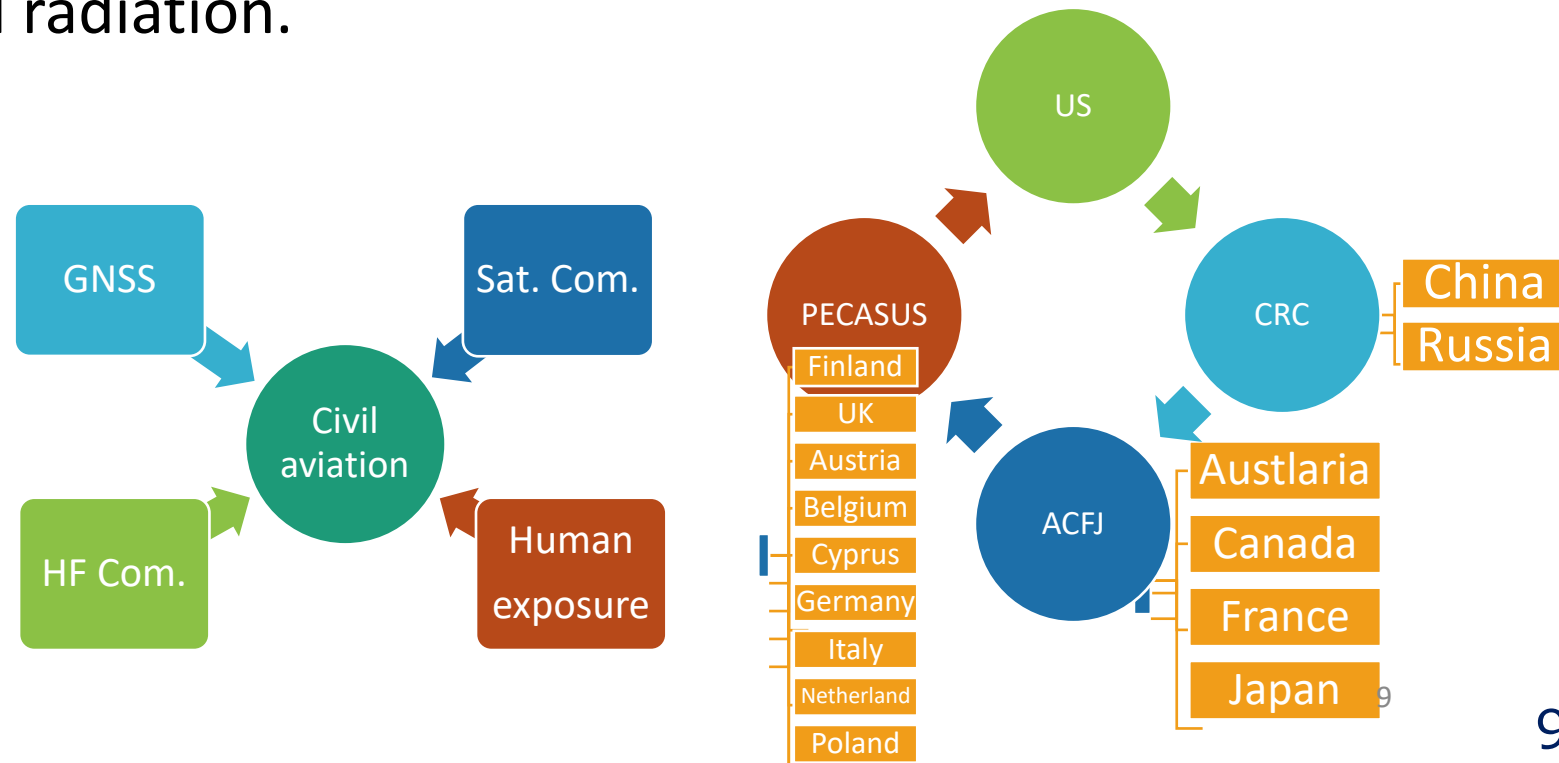 radiation.
GNSS
Sat. Com.
Civil
aviation
HF Com.
Human
exposure
US
PECASUS
Finland
UK
Austria
Belgium
Cyprus
Germany
Italy
Netherland
Poland
CRC
China
Russia
ACFJ
Austlaria
Canada
France
Japan
9
9